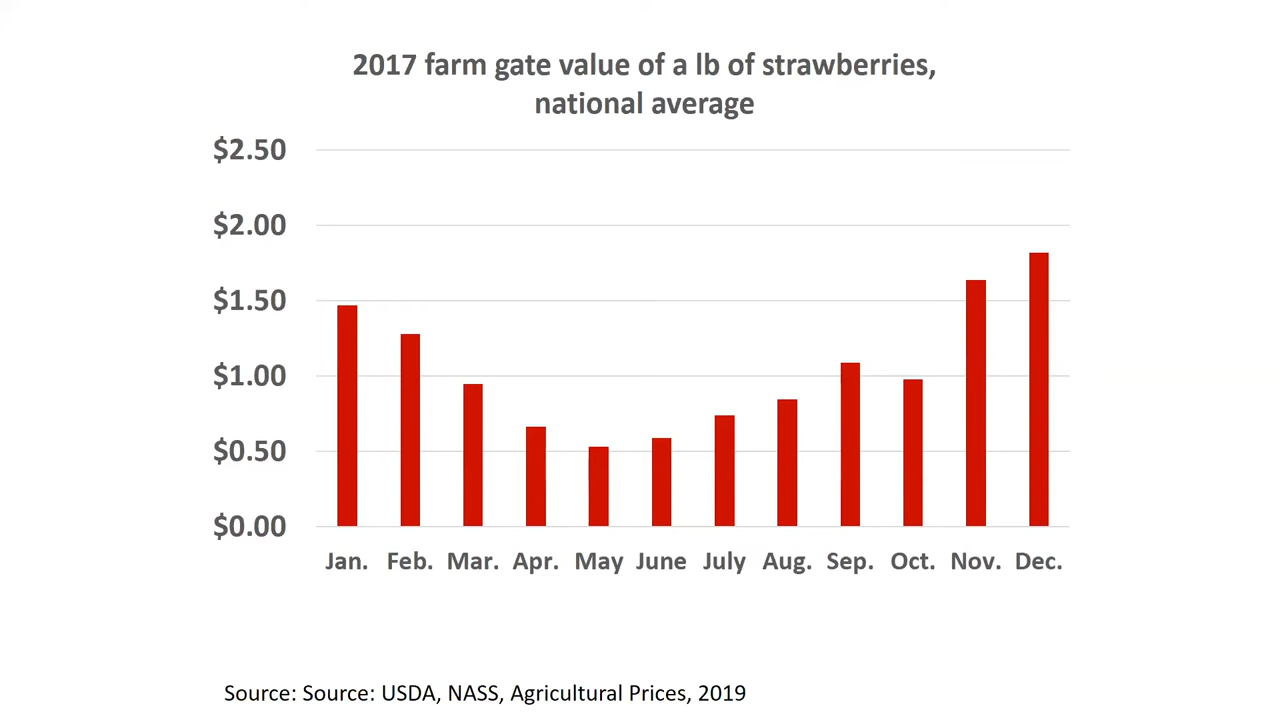 2017 farm gate value of a lb of strawberries,
national average
$2.50
$2.00
$1.50
$1.00
$0.50
$0.00
Jan. Feb. Mar. Apr. May June July Aug. Sep. Oct. Nov. Dec.
Source: Source: USDA, NASS, Agricultural Prices, 2019